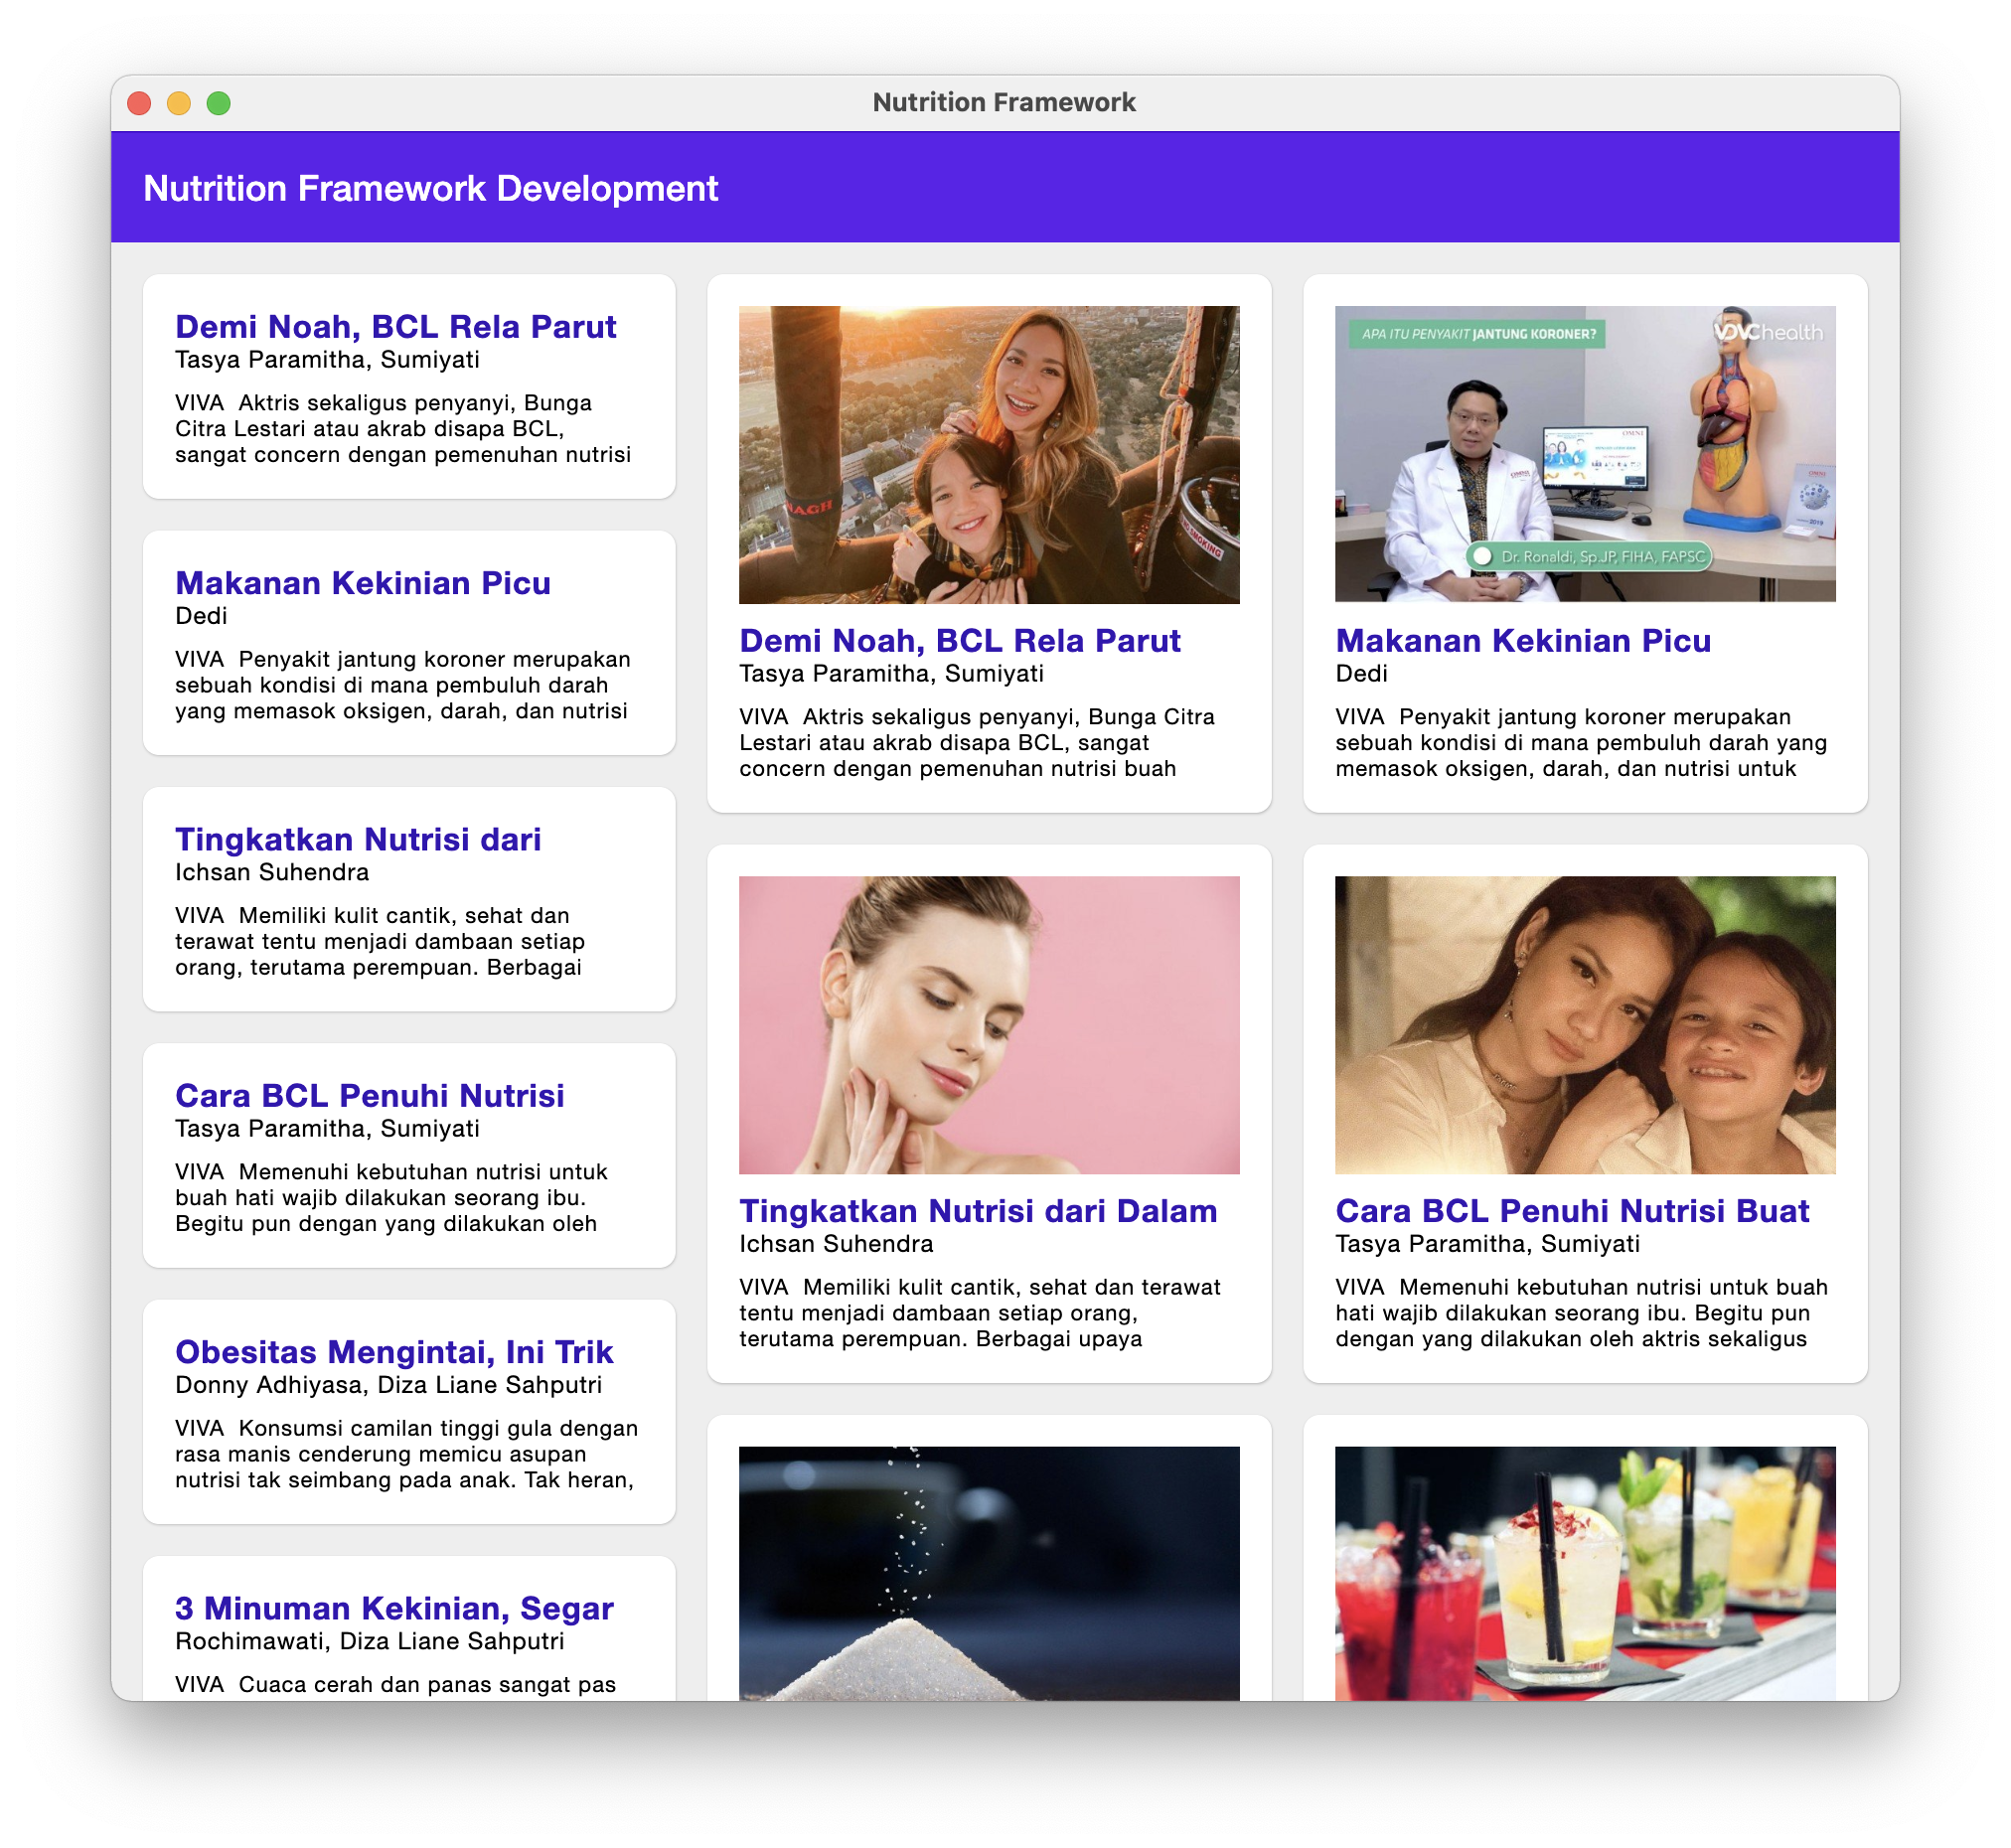 Nutrition Framework
Nutrition Framework Development
Demi Noah, BCL Rela Parut
Tasya Paramitha, Sumiyati
VIVA  Aktris sekaligus penyanyi, Bunga
Citra Lestari atau akrab disapa BCL,
sangat concern dengan pemenuhan nutrisi
Makanan Kekinian Picu
Dedi
VIVA  Penyakit jantung koroner merupakan
sebuah kondisi di mana pembuluh darah
yang memasok oksigen, darah, dan nutrisi
Tingkatkan Nutrisi dari
Ichsan Suhendra
VIVA  Memiliki kulit cantik, sehat dan
terawat tentu menjadi dambaan setiap
orang, terutama perempuan. Berbagai
Cara BCL Penuhi Nutrisi
Tasya Paramitha, Sumiyati
VIVA  Memenuhi kebutuhan nutrisi untuk
buah hati wajib dilakukan seorang ibu.
Begitu pun dengan yang dilakukan oleh
Obesitas Mengintai, Ini Trik
Donny Adhiyasa, Diza Liane Sahputri
VIVA  Konsumsi camilan tinggi gula dengan
rasa manis cenderung memicu asupan
nutrisi tak seimbang pada anak. Tak heran,
3 Minuman Kekinian, Segar
Rochimawati, Diza Liane Sahputri
VIVA  Cuaca cerah dan panas sangat pas
NAGH
NO SMOKING
Demi Noah, BCL Rela Parut
Tasya Paramitha, Sumiyati
VIVA  Aktris sekaligus penyanyi, Bunga Citra
Lestari atau akrab disapa BCL, sangat
concern dengan pemenuhan nutrisi buah
APA ITU PENYAKIT JANTUNG KORONER?
VDVChealth
OMNI
2019
Dr. Ronaldi, Sp.JP, FIHA, FAPSC
Makanan Kekinian Picu
Dedi
VIVA  Penyakit jantung koroner merupakan
sebuah kondisi di mana pembuluh darah yang
memasok oksigen, darah, dan nutrisi untuk
Tingkatkan Nutrisi dari Dalam
Ichsan Suhendra
VIVA  Memiliki kulit cantik, sehat dan terawat
tentu menjadi dambaan setiap orang,
terutama perempuan. Berbagai upaya
Cara BCL Penuhi Nutrisi Buat
Tasya Paramitha, Sumiyati
VIVA  Memenuhi kebutuhan nutrisi untuk buah
hati wajib dilakukan seorang ibu. Begitu pun
dengan yang dilakukan oleh aktris sekaligus